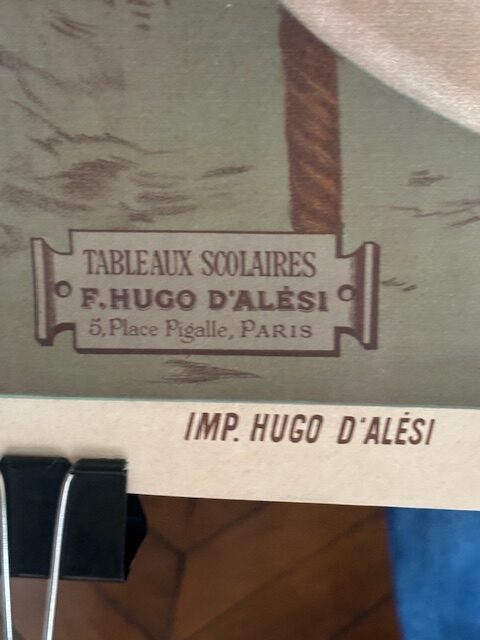 TABLEAUX SCOLAIRES
F. HUGO D'ALÉSI
5, Place Pigalle, PARIS
IMP. HUGO D'ALÉSI